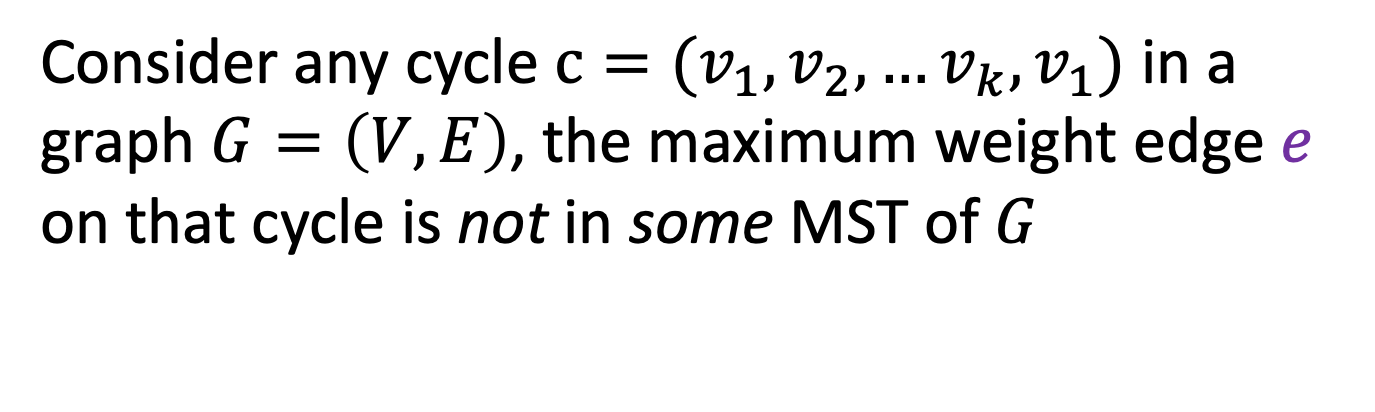 Consider any cycle c = (𝑣₁, 𝑣₂, … 𝑣ₖ, 𝑣₁) in a
graph 𝐺 = (𝑉, 𝐸), the maximum weight edge 𝑒
on that cycle is not in some MST of 𝐺